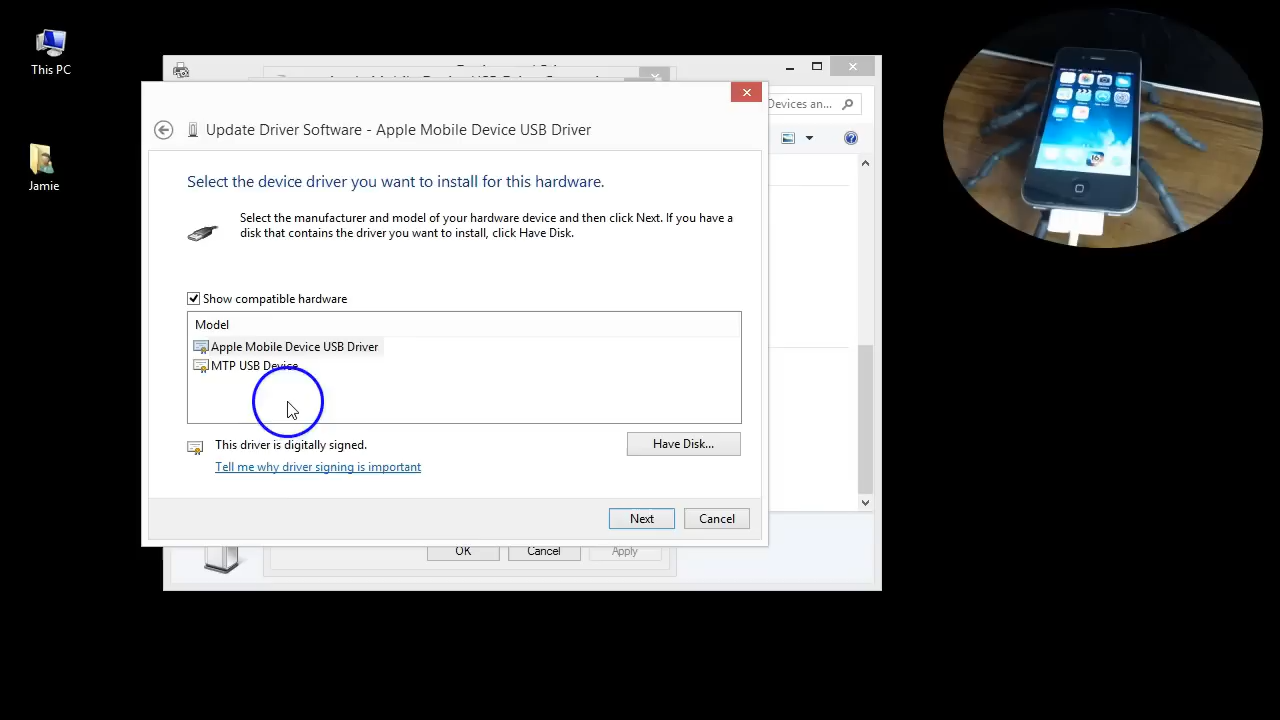 This PC
Jamie
Devices an...
Update Driver Software - Apple Mobile Device USB Driver
Select the device driver you want to install for this hardware.
Select the manufacturer and model of your hardware device and then click Next. If you have a
disk that contains the driver you want to install, click Have Disk.
Show compatible hardware
Model
Apple Mobile Device USB Driver
MTP USB Device
This driver is digitally signed.
Have Disk...
Tell me why driver signing is important
Next
Cancel
OK
Cancel
Apply